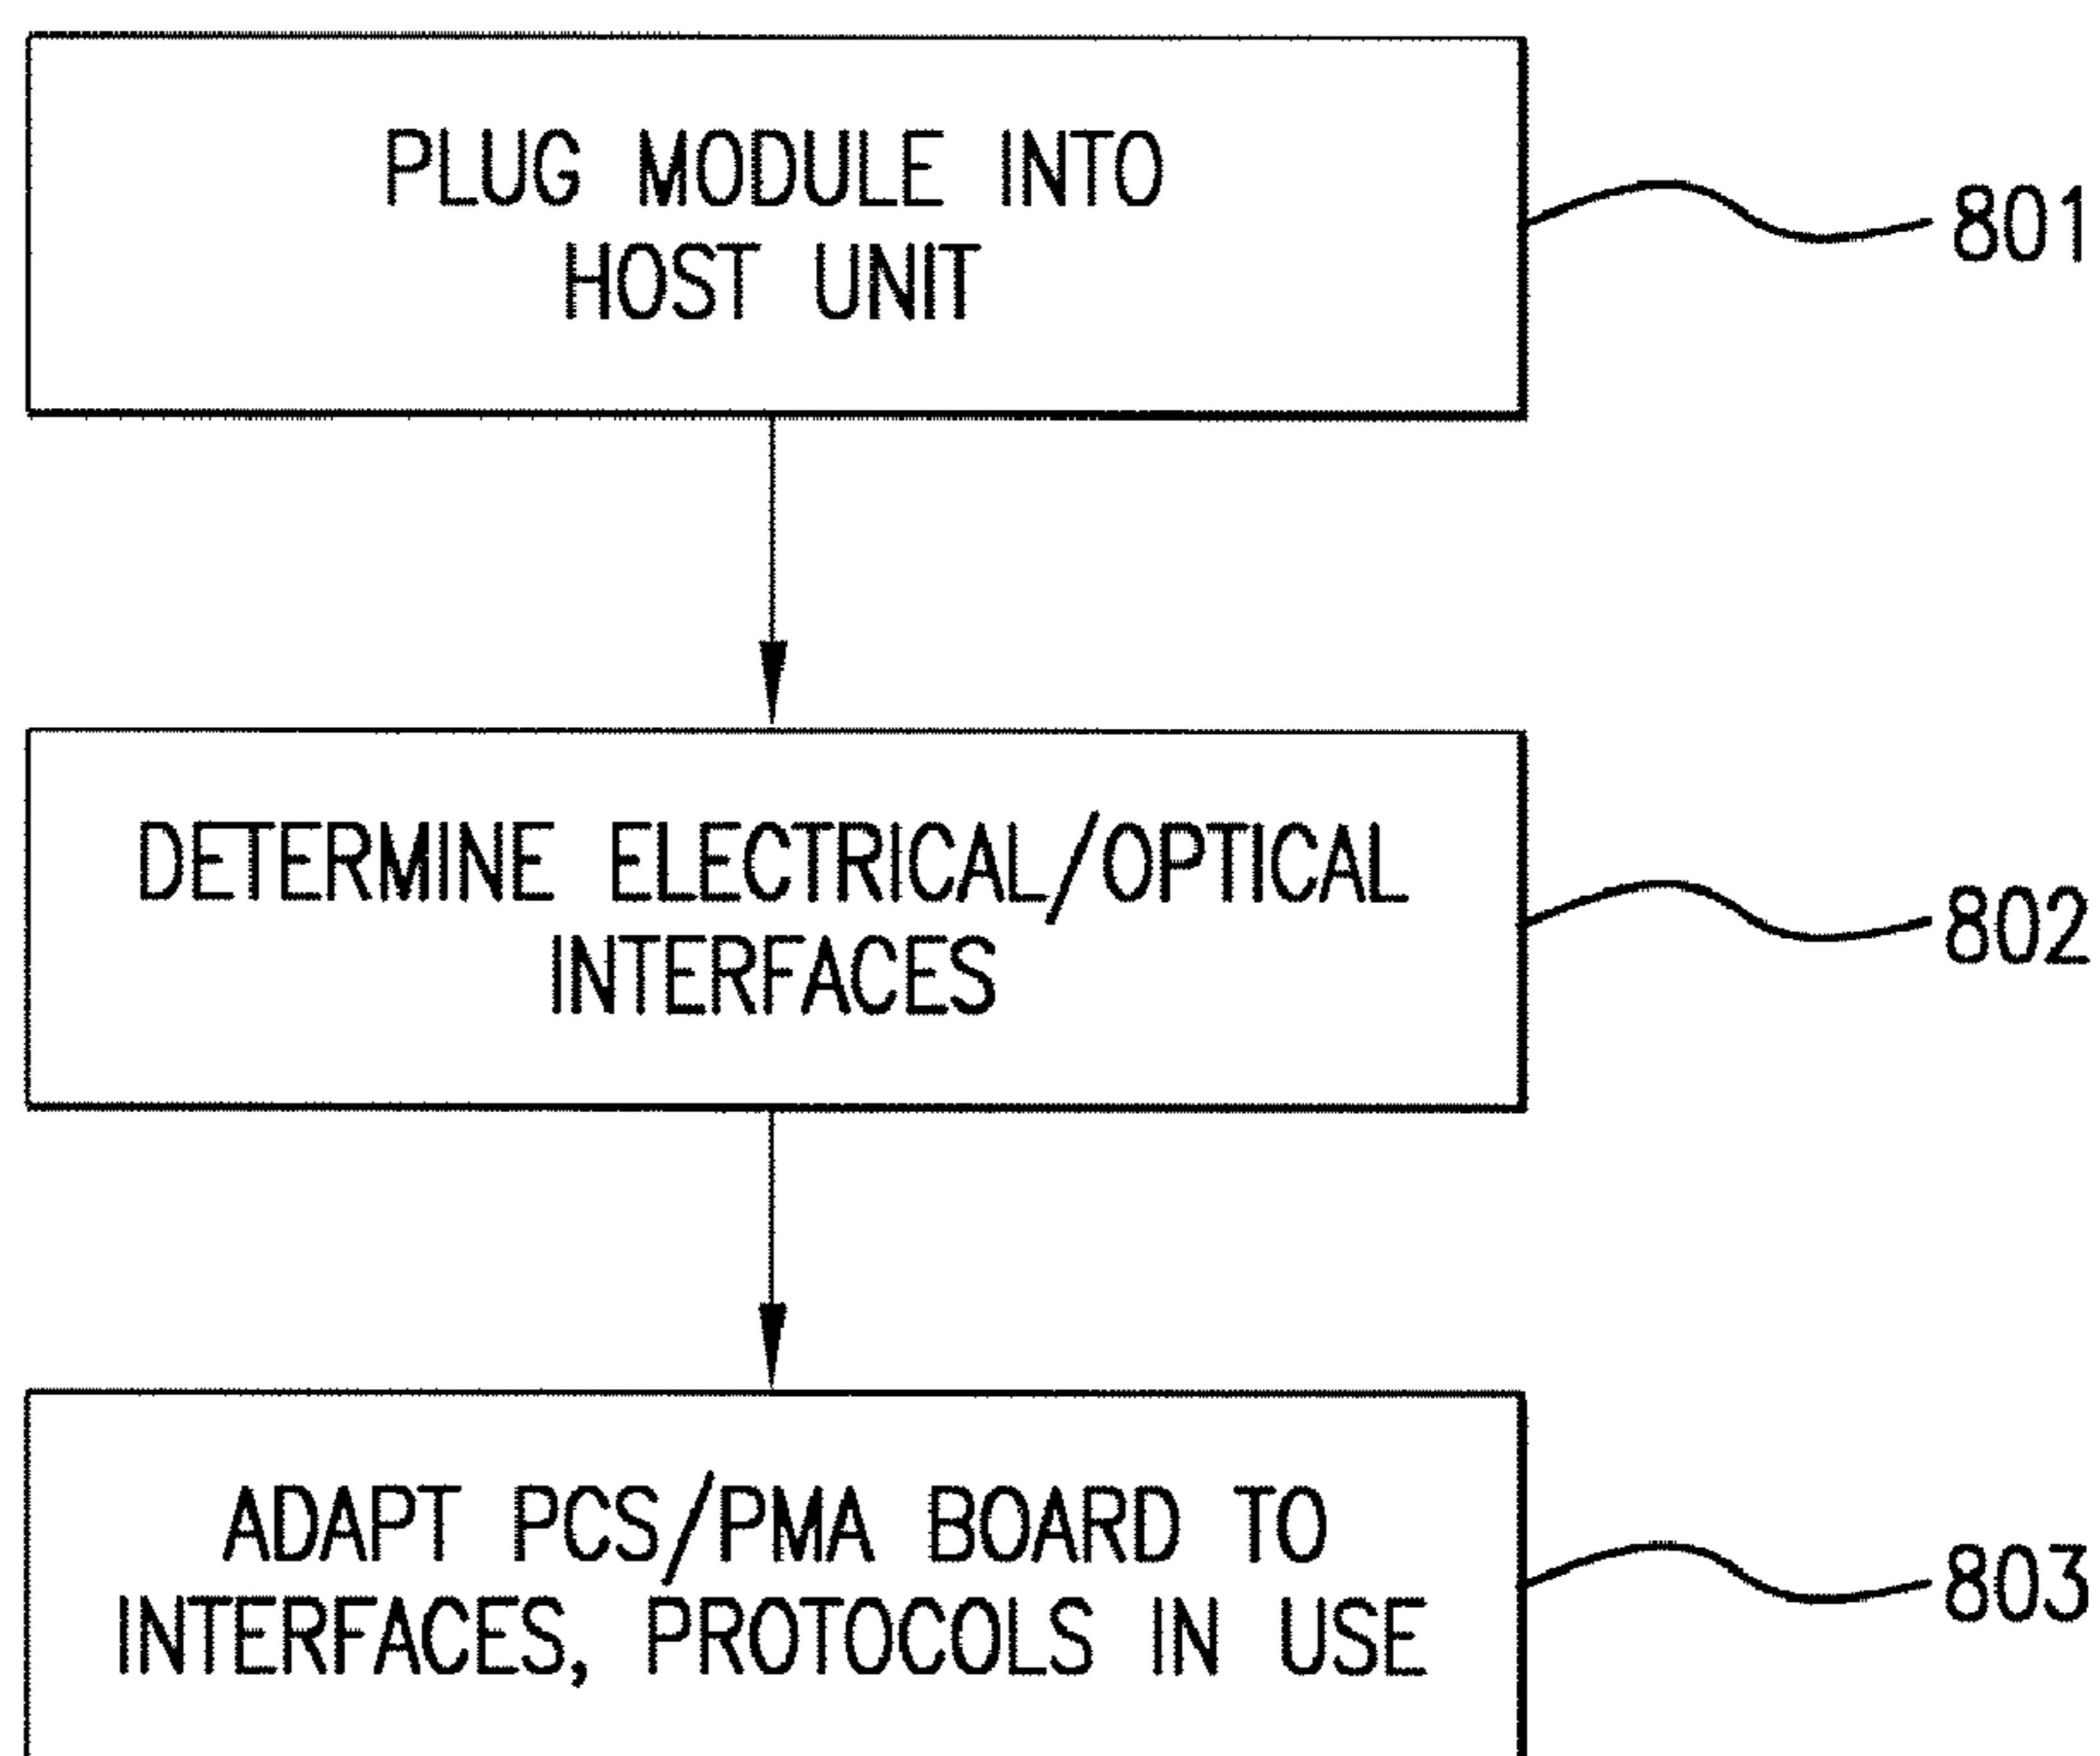 PLUG MODULE INTO
HOST UNIT
801
DETERMINE ELECTRICAL/OPTICAL
INTERFACES
802
ADAPT PCS/PMA BOARD TO
INTERFACES, PROTOCOLS IN USE
803